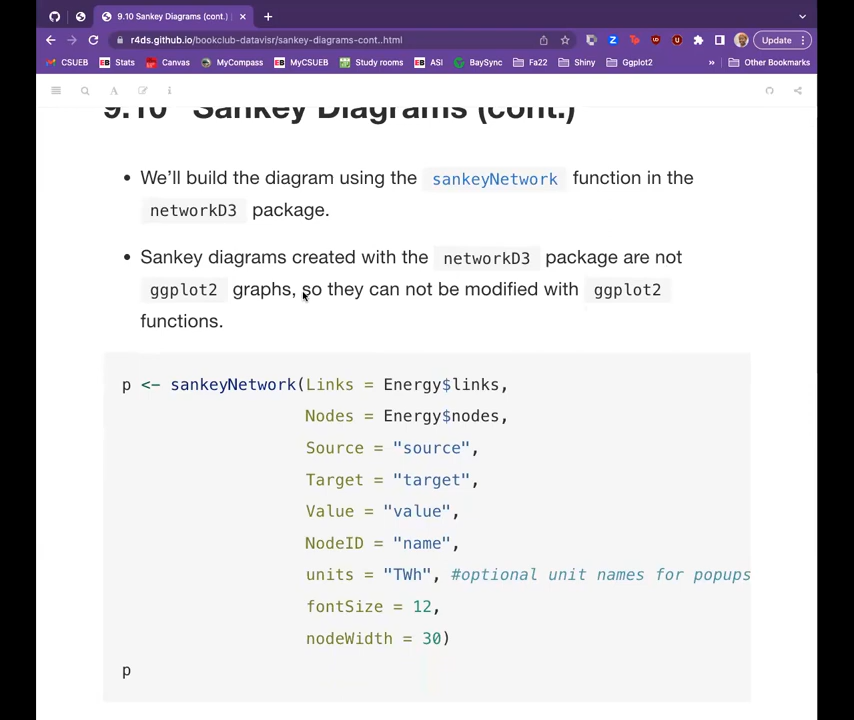 9.10 Sankey Diagrams (cont.)
r4ds.github.io/bookclub-datavisr/sankey-diagrams-cont..html
Update
CSUEB
EB Stats
Canvas
MyCompass
MyCSUEB
Study rooms
EB ASI
BaySync
Fa22
Shiny
Ggplot2
»
Other Bookmarks
9.10 Sankey Diagrams (cont.)
• We’ll build the diagram using the sankeyNetwork function in the
networkD3 package.
• Sankey diagrams created with the networkD3 package are not
ggplot2 graphs, so they can not be modified with ggplot2
functions.
p <- sankeyNetwork(Links = Energy$links,
Nodes = Energy$nodes,
Source = "source",
Target = "target",
Value = "value",
NodeID = "name",
units = "TWh", #optional unit names for popups
fontSize = 12,
nodeWidth = 30)
p